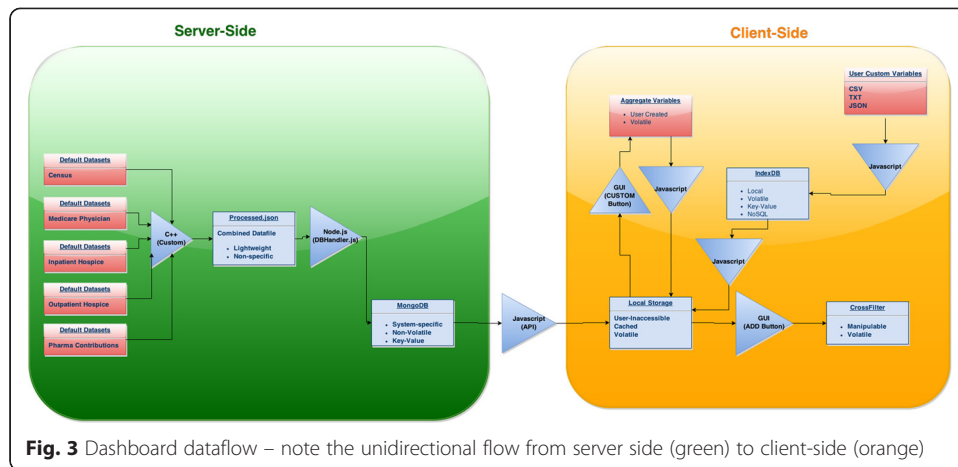 Server-Side
Client-Side
Default Datasets
Census
Default Datasets
Medicare Physician
Default Datasets
Inpatient Hospice
Default Datasets
Outpatient Hospice
Default Datasets
Pharma Contributions
C++
(Custom)
Processed.json
Combined Datafile
• Lightweight
• Non-specific
Node.js
(DBHandler.js)
MongoDB
• System-specific
• Non-Volatile
• Key-Value
Javascript
(API)
Aggregate Variables
• User Created
• Volatile
GUI
(CUSTOM
Button)
Javascript
User Custom Variables
CSV
TXT
JSON
Javascript
IndexDB
• Local
• Volatile
• Key-Value
• NoSQL
Javascript
Local Storage
User-Inaccessible
Cached
Volatile
GUI
(ADD Button)
CrossFilter
• Manipulable
• Volatile
Fig. 3 Dashboard dataflow – note the unidirectional flow from server side (green) to client-side (orange)